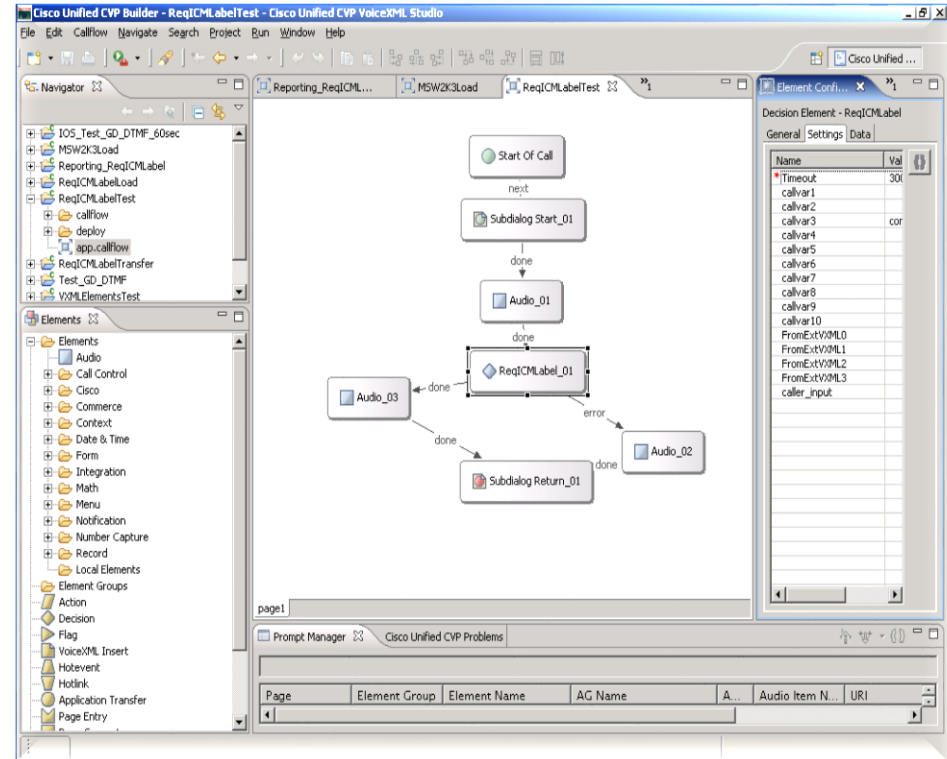 Cisco Unified CVP Builder - ReqICMLabelTest - Cisco Unified CVP VoiceXML Studio
File Edit Callflow Navigate Search Project Run Window Help
Cisco Unified ...
Navigator
IOS_Test_GD_DTMF_60sec
MSW2K3Load
Reporting_ReqICMLabel
ReqICMLabelLoad
ReqICMLabelTest
callflow
deploy
app.callflow
ReqICMLabelTransfer
Test_GD_DTMF
VXMLElementsTest
Elements
Elements
Audio
Call Control
Cisco
Commerce
Context
Date & Time
Form
Integration
Math
Menu
Notification
Number Capture
Record
Local Elements
Element Groups
Action
Decision
Flag
VoiceXML Insert
Hotevent
Hotlink
Application Transfer
Page Entry
Reporting_ReqICML...
MSW2K3Load
ReqICMLabelTest
»1
Start Of Call
next
Subdialog Start_01
done
Audio_01
done
ReqICMLabel_01
done
Audio_03
error
done
Audio_02
done
Subdialog Return_01
page1
Element Confi...
»1
Decision Element - ReqICMLabel
General Settings Data
Name Val
*Timeout 300
callvar1
callvar2
callvar3 cor
callvar4
callvar5
callvar6
callvar7
callvar8
callvar9
callvar10
FromExtVXML0
FromExtVXML1
FromExtVXML2
FromExtVXML3
caller_input
Prompt Manager
Cisco Unified CVP Problems
Page Element Group Element Name AG Name A... Audio Item N... URI